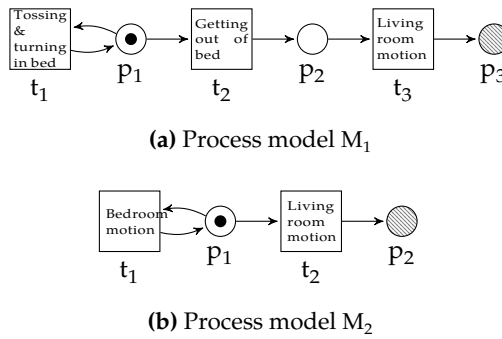 Tossing
&
turning
in bed
Getting
out of
bed
Living
room
motion
t1
p1
t2
p2
t3
p3
(a) Process model M1
Bedroom
motion
Living
room
motion
t1
p1
t2
p2
(b) Process model M2